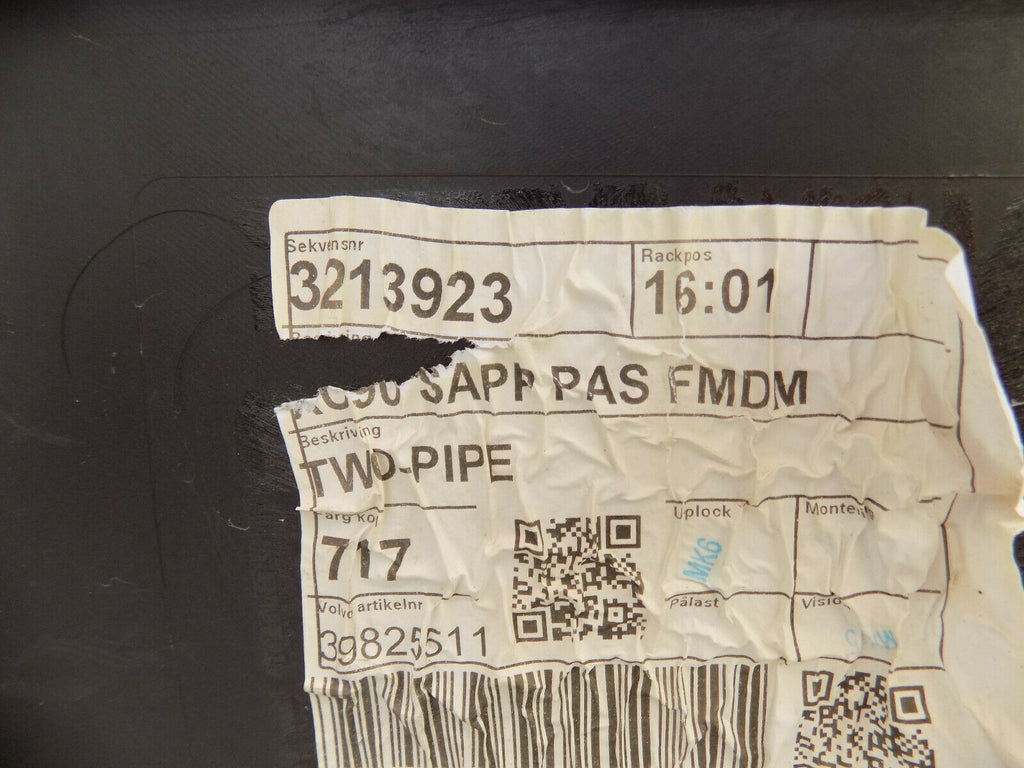 Sekvensnr
3213923
Rackpos
16:01
SAPP PAS FMDM
Beskrivning
TWO-PIPE
717
Uplock
MK6
Volvo artikelnr
39825511
Pålast